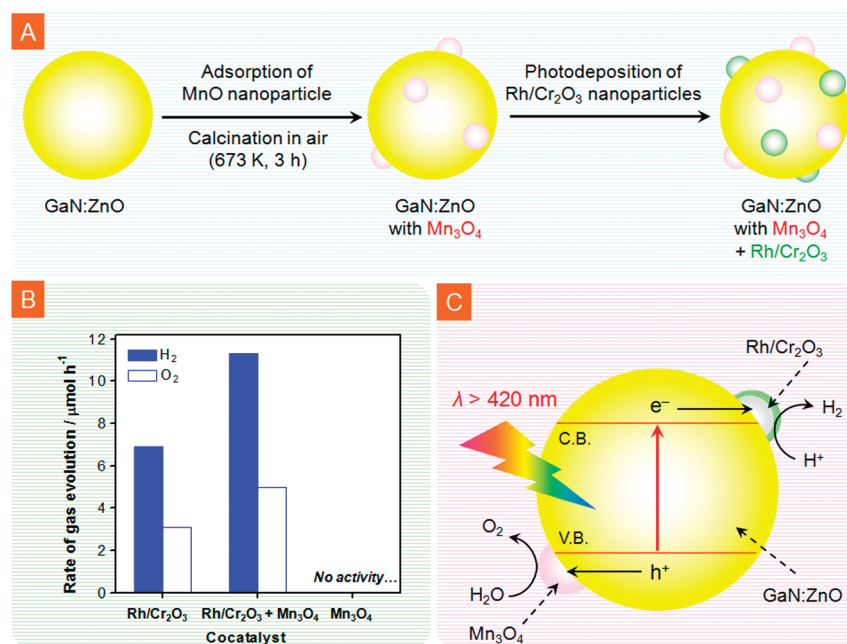 A
Adsorption of
MnO nanoparticle
Calcination in air
(673 K, 3 h)
Photodeposition of
Rh/Cr₂O₃ nanoparticles
GaN:ZnO
GaN:ZnO
with Mn₃O₄
GaN:ZnO
with Mn₃O₄
+ Rh/Cr₂O₃
B
Rate of gas evolution / μmol h⁻¹
12
10
8
6
4
2
0
H₂
O₂
No activity...
Rh/Cr₂O₃
Rh/Cr₂O₃ + Mn₃O₄
Mn₃O₄
Cocatalyst
C
Rh/Cr₂O₃
λ > 420 nm
e⁻
H₂
C.B.
H⁺
O₂
V.B.
h⁺
H₂O
GaN:ZnO
Mn₃O₄